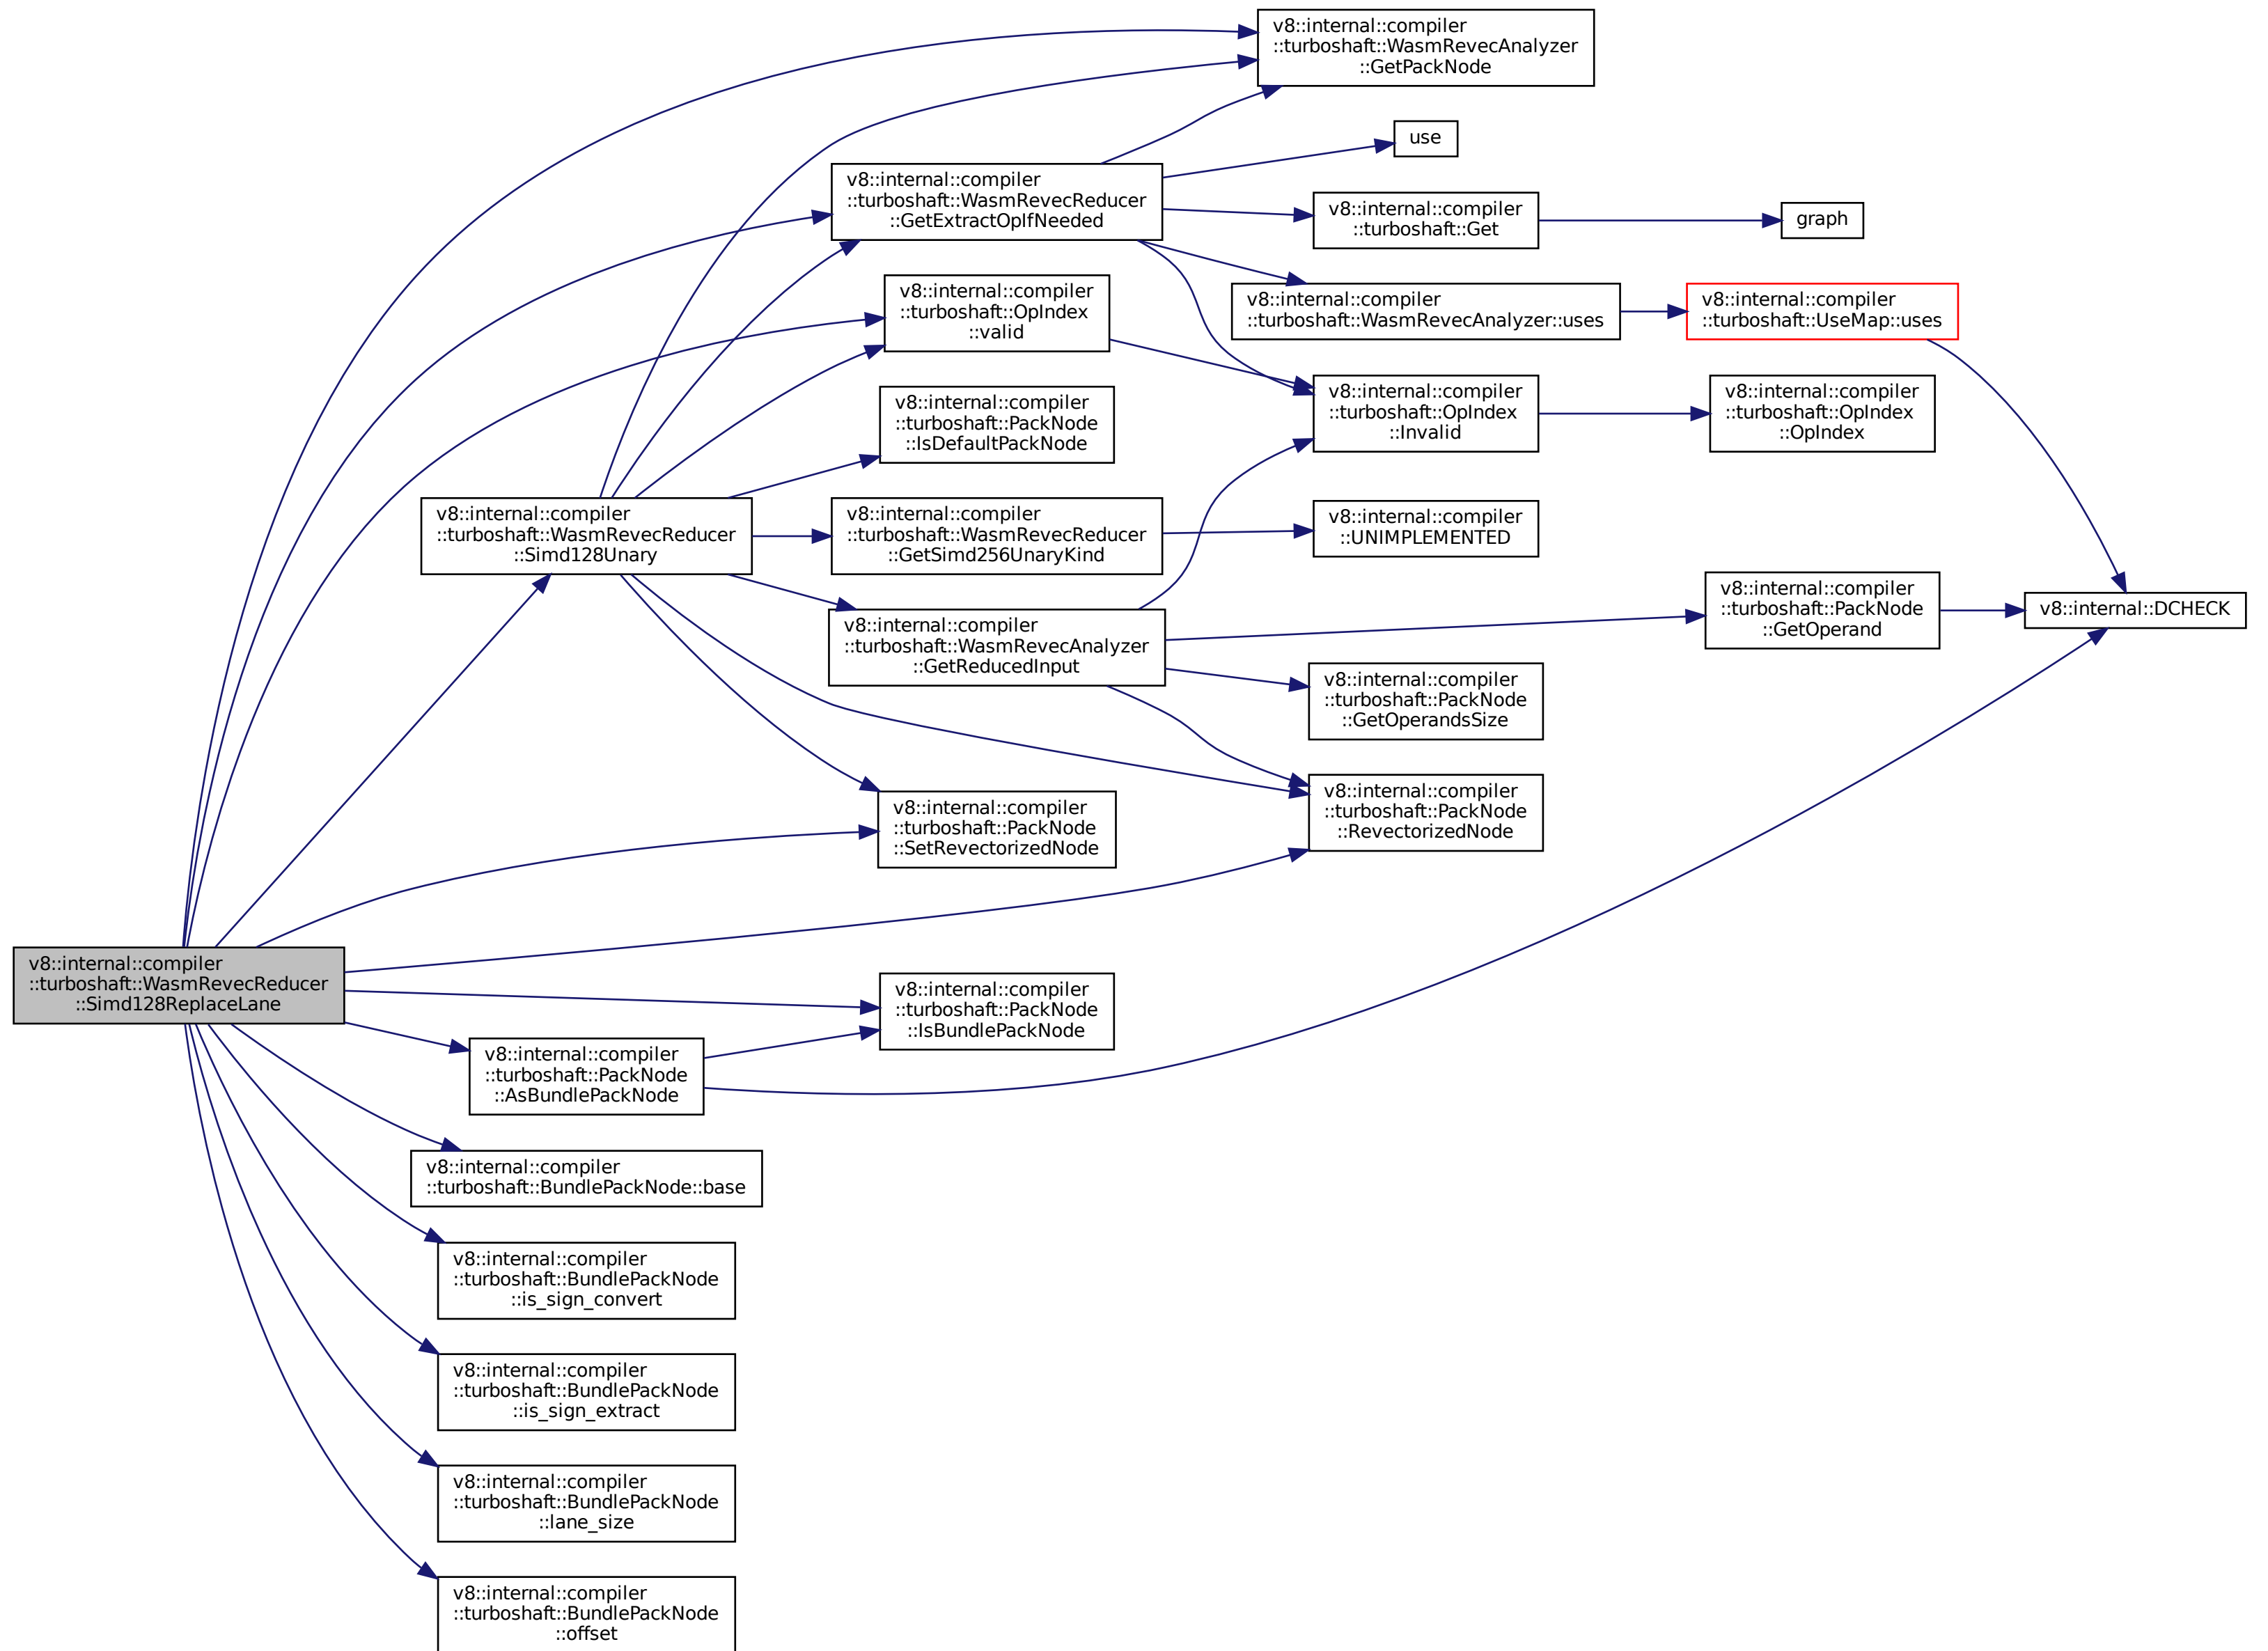 v8::internal::compiler
::turboshaft::WasmRevecAnalyzer
::GetPackNode
use
v8::internal::compiler
::turboshaft::WasmRevecReducer
::GetExtractOpIfNeeded
v8::internal::compiler
::turboshaft::Get
graph
v8::internal::compiler
::turboshaft::OpIndex
::valid
v8::internal::compiler
::turboshaft::WasmRevecAnalyzer::uses
v8::internal::compiler
::turboshaft::UseMap::uses
v8::internal::compiler
::turboshaft::PackNode
::IsDefaultPackNode
v8::internal::compiler
::turboshaft::OpIndex
::Invalid
v8::internal::compiler
::turboshaft::OpIndex
::OpIndex
v8::internal::compiler
::turboshaft::WasmRevecReducer
::Simd128Unary
v8::internal::compiler
::turboshaft::WasmRevecReducer
::GetSimd256UnaryKind
v8::internal::compiler
::UNIMPLEMENTED
v8::internal::compiler
::turboshaft::PackNode
::GetOperand
v8::internal::DCHECK
v8::internal::compiler
::turboshaft::WasmRevecAnalyzer
::GetReducedInput
v8::internal::compiler
::turboshaft::PackNode
::GetOperandsSize
v8::internal::compiler
::turboshaft::PackNode
::SetRevectorizedNode
v8::internal::compiler
::turboshaft::PackNode
::RevectorizedNode
v8::internal::compiler
::turboshaft::WasmRevecReducer
::Simd128ReplaceLane
v8::internal::compiler
::turboshaft::PackNode
::IsBundlePackNode
v8::internal::compiler
::turboshaft::PackNode
::AsBundlePackNode
v8::internal::compiler
::turboshaft::BundlePackNode::base
v8::internal::compiler
::turboshaft::BundlePackNode
::is_sign_convert
v8::internal::compiler
::turboshaft::BundlePackNode
::is_sign_extract
v8::internal::compiler
::turboshaft::BundlePackNode
::lane_size
v8::internal::compiler
::turboshaft::BundlePackNode
::offset